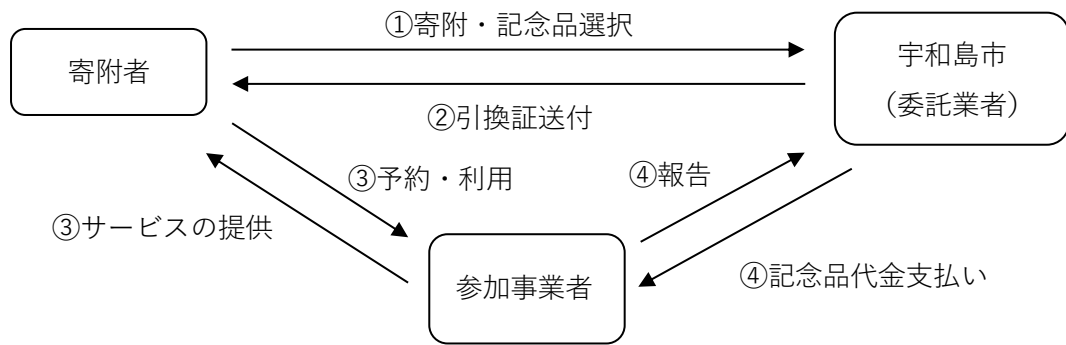 ①寄附・記念品選択
寄附者
宇和島市
（委託業者）
②引換証送付
③予約・利用
④報告
③サービスの提供
参加事業者
④記念品代金支払い